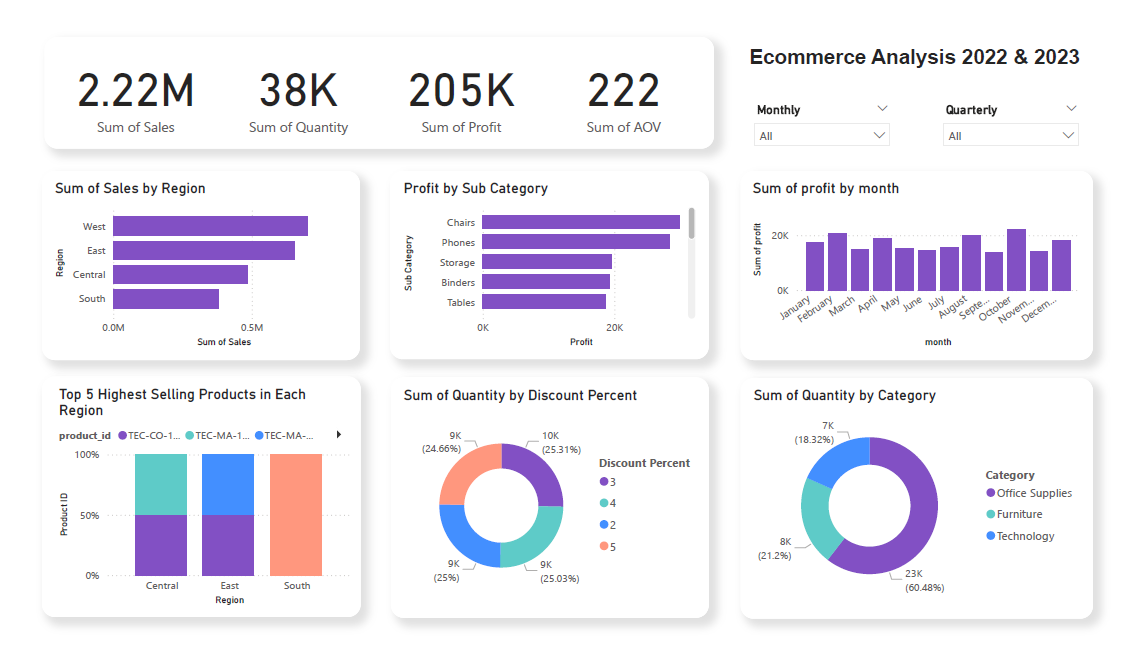 2.22M
Sum of Sales
38K
Sum of Quantity
205K
Sum of Profit
222
Sum of AOV
Ecommerce Analysis 2022 & 2023
Monthly
All
Quarterly
All
Sum of Sales by Region
Region
West
East
Central
South
0.0M
0.5M
Sum of Sales
Profit by Sub Category
Sub Category
Chairs
Phones
Storage
Binders
Tables
0K
20K
Profit
Sum of profit by month
Sum of profit
20K
0K
January
February
March
April
May
June
July
August
Septe...
October
Novem...
Decem...
month
Top 5 Highest Selling Products in Each
Region
product_id
TEC-CO-1...
TEC-MA-1...
TEC-MA-...
Product ID
100%
50%
0%
Central
East
South
Region
Sum of Quantity by Discount Percent
9K
(24.66%)
10K
(25.31%)
9K
(25%)
9K
(25.03%)
Discount Percent
3
4
2
5
Sum of Quantity by Category
7K
(18.32%)
8K
(21.2%)
23K
(60.48%)
Category
Office Supplies
Furniture
Technology